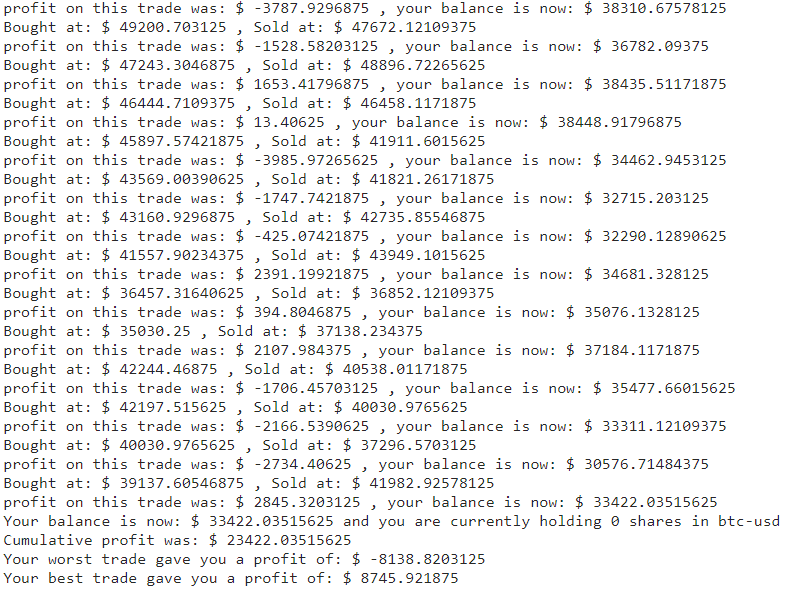 profit on this trade was: $ -3787.9296875 , your balance is now: $ 38310.67578125
Bought at: $ 49200.703125 , Sold at: $ 47672.12109375
profit on this trade was: $ -1528.58203125 , your balance is now: $ 36782.09375
Bought at: $ 47243.3046875 , Sold at: $ 48896.72265625
profit on this trade was: $ 1653.41796875 , your balance is now: $ 38435.51171875
Bought at: $ 46444.7109375 , Sold at: $ 46458.1171875
profit on this trade was: $ 13.40625 , your balance is now: $ 38448.91796875
Bought at: $ 45897.57421875 , Sold at: $ 41911.6015625
profit on this trade was: $ -3985.97265625 , your balance is now: $ 34462.9453125
Bought at: $ 43569.00390625 , Sold at: $ 41821.26171875
profit on this trade was: $ -1747.7421875 , your balance is now: $ 32715.203125
Bought at: $ 43160.9296875 , Sold at: $ 42735.85546875
profit on this trade was: $ -425.07421875 , your balance is now: $ 32290.12890625
Bought at: $ 41557.90234375 , Sold at: $ 43949.1015625
profit on this trade was: $ 2391.19921875 , your balance is now: $ 34681.328125
Bought at: $ 36457.31640625 , Sold at: $ 36852.12109375
profit on this trade was: $ 394.8046875 , your balance is now: $ 35076.1328125
Bought at: $ 35030.25 , Sold at: $ 37138.234375
profit on this trade was: $ 2107.984375 , your balance is now: $ 37184.1171875
Bought at: $ 42244.46875 , Sold at: $ 40538.01171875
profit on this trade was: $ -1706.45703125 , your balance is now: $ 35477.66015625
Bought at: $ 42197.515625 , Sold at: $ 40030.9765625
profit on this trade was: $ -2166.5390625 , your balance is now: $ 33311.12109375
Bought at: $ 40030.9765625 , Sold at: $ 37296.5703125
profit on this trade was: $ -2734.40625 , your balance is now: $ 30576.71484375
Bought at: $ 39137.60546875 , Sold at: $ 41982.92578125
profit on this trade was: $ 2845.3203125 , your balance is now: $ 33422.03515625
Your balance is now: $ 33422.03515625 and you are currently holding 0 shares in btc-usd
Cumulative profit was: $ 23422.03515625
Your worst trade gave you a profit of: $ -8138.8203125
Your best trade gave you a profit of: $ 8745.921875